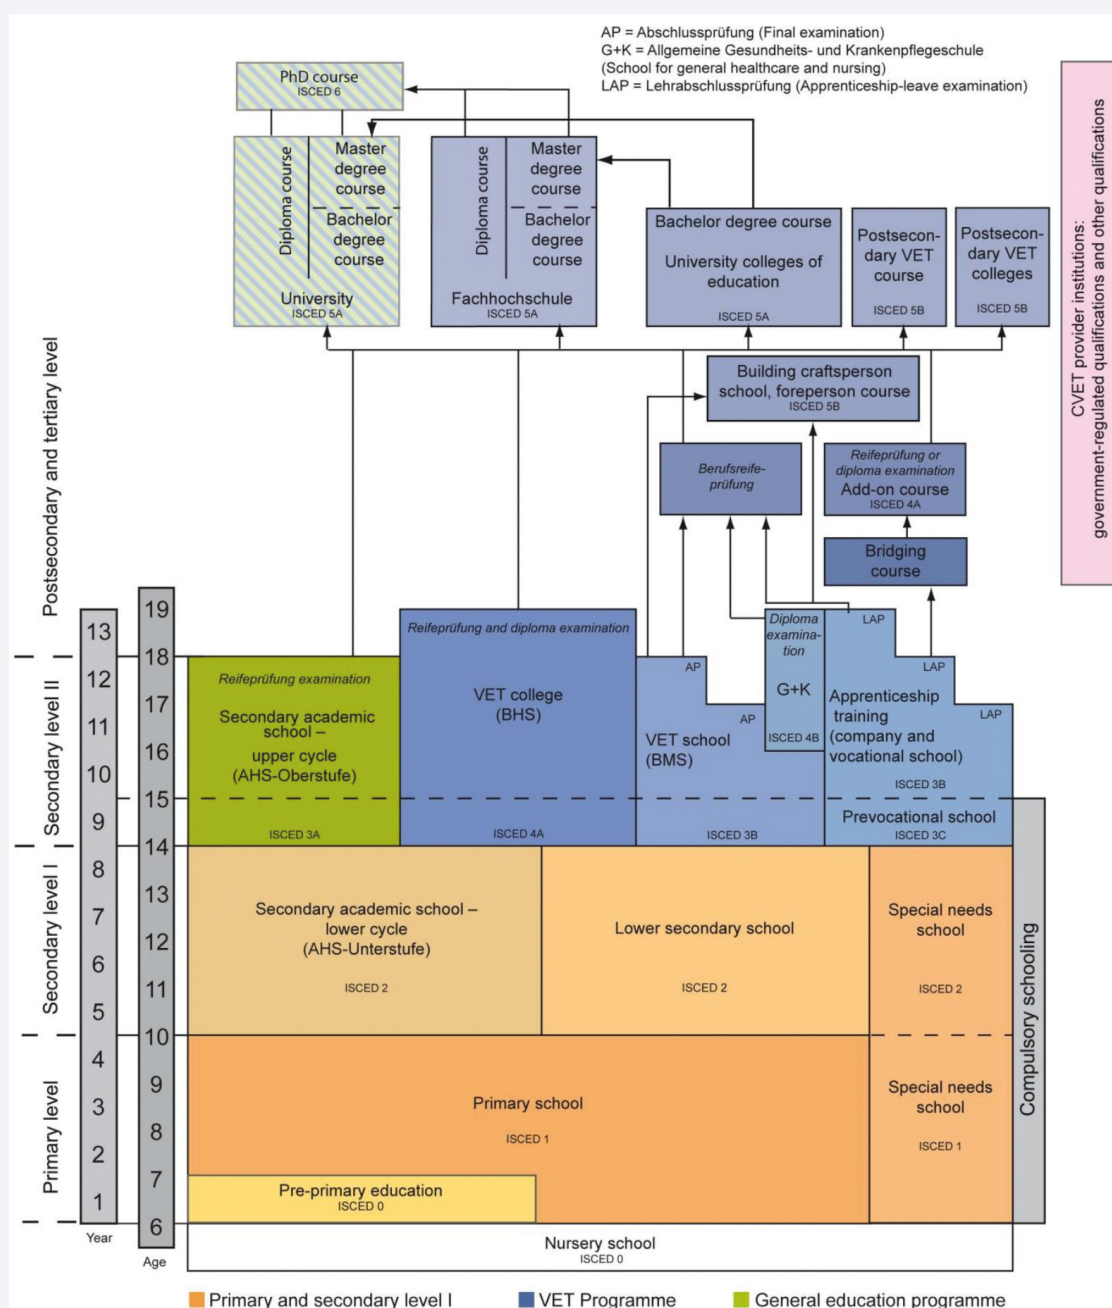 AP = Abschlussprüfung (Final examination)
G+K = Allgemeine Gesundheits- und Krankenpflegeschule
(School for general healthcare and nursing)
LAP = Lehrabschlussprüfung (Apprenticeship-leave examination)
CVET provider institutions:
government-regulated qualifications and other qualifications
PhD course
ISCED 6
Diploma course
Master
degree
course
Bachelor
degree
course
University
ISCED 5A
Diploma course
Master
degree
course
Bachelor
degree
course
Fachhochschule
ISCED 5A
Bachelor degree course
University colleges of
education
ISCED 5A
Postsecon-
dary VET
course
ISCED 5B
Postsecon-
dary VET
colleges
ISCED 5B
Building craftsperson
school, foreperson course
ISCED 5B
Berufsreife-
prüfung
Reifeprüfung or
diploma examination
Add-on course
ISCED 4A
Bridging
course
Postsecondary and tertiary level
Secondary level II
Secondary level I
Primary level
13
12
11
10
9
8
7
6
5
4
3
2
1
Year
19
18
17
16
15
14
13
12
11
10
9
8
7
6
Age
Reifeprüfung examination
Secondary academic
school –
upper cycle
(AHS-Oberstufe)
ISCED 3A
Reifeprüfung and diploma examination
VET college
(BHS)
ISCED 4A
AP
AP
VET school
(BMS)
ISCED 3B
Diploma
examina-
tion
G+K
ISCED 4B
LAP
LAP
LAP
Apprenticeship
training
(company and
vocational school)
ISCED 3B
Prevocational school
ISCED 3C
Secondary academic school –
lower cycle
(AHS-Unterstufe)
ISCED 2
Lower secondary school
ISCED 2
Special needs
school
ISCED 2
Compulsory schooling
Primary school
ISCED 1
Special needs
school
ISCED 1
Pre-primary education
ISCED 0
Nursery school
ISCED 0
Primary and secondary level I
VET Programme
General education programme